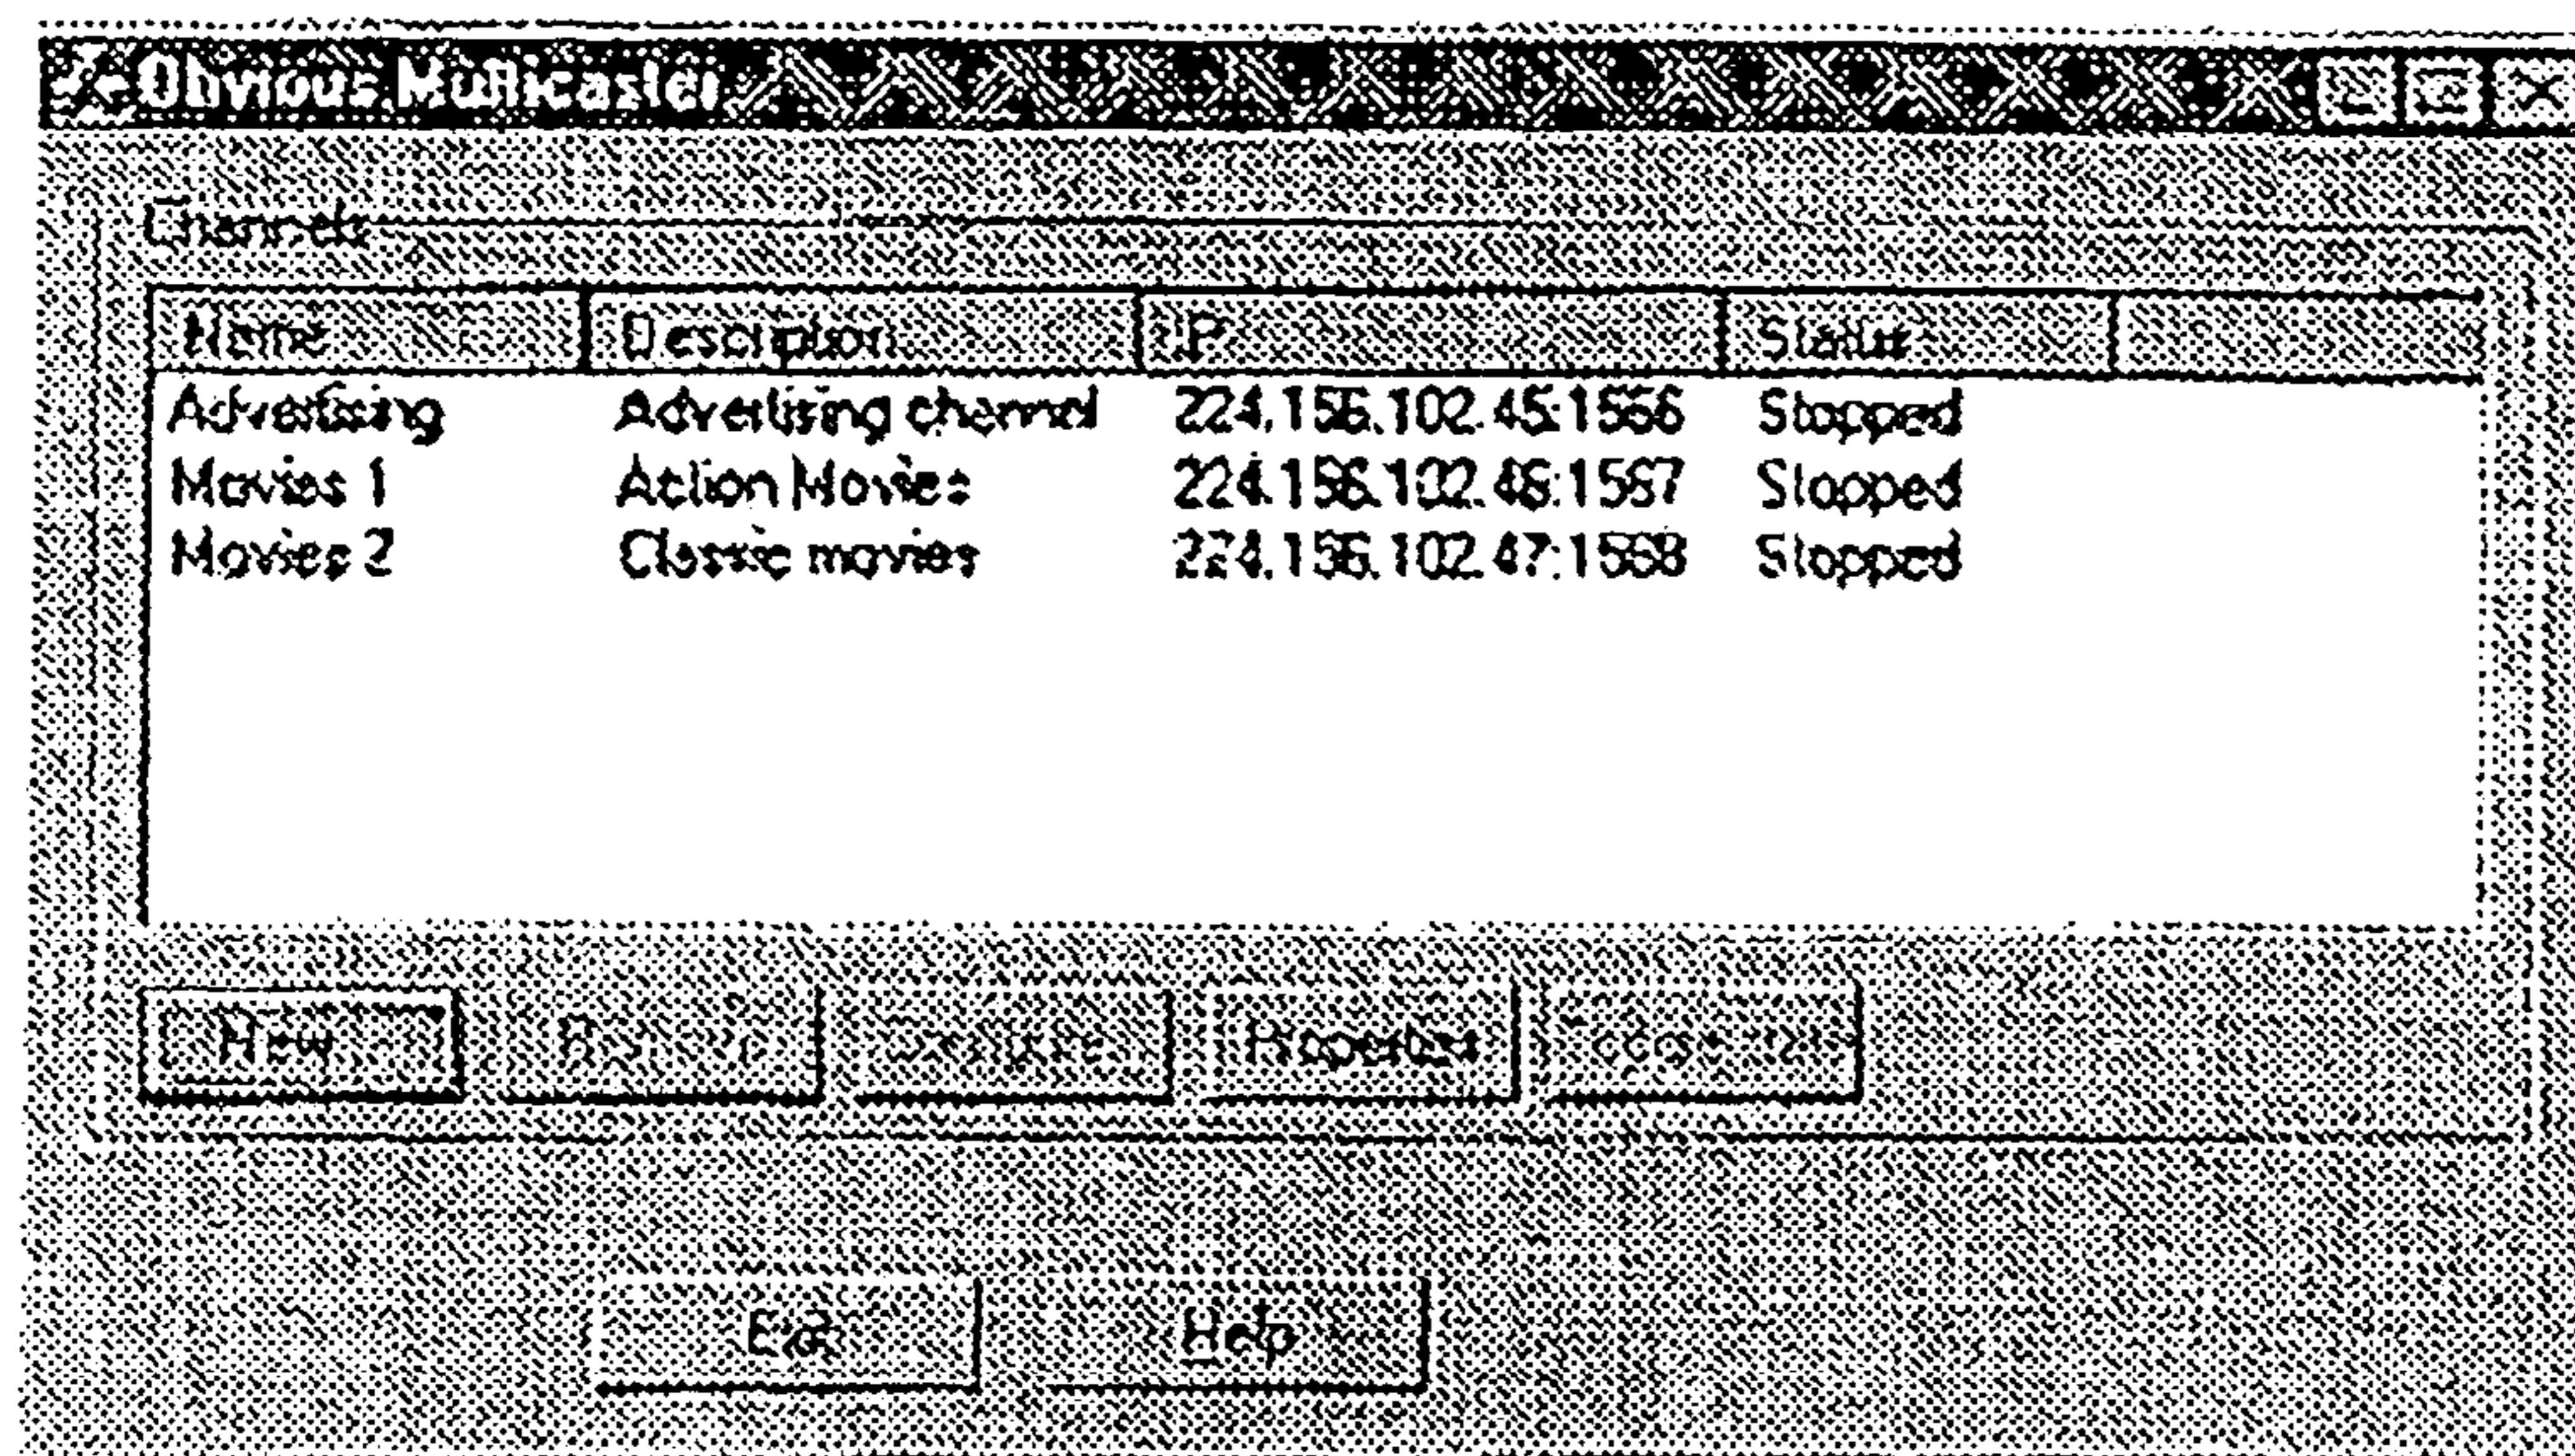 Obvious Multicaster
Channels
Name Description IP Status
Advertising Advertising channel 224.156.102.45:1566 Stopped
Movies 1 Action Movies 224.156.102.46:1567 Stopped
Movies 2 Classic movies 224.156.102.47:1568 Stopped
New Properties
Exit Help